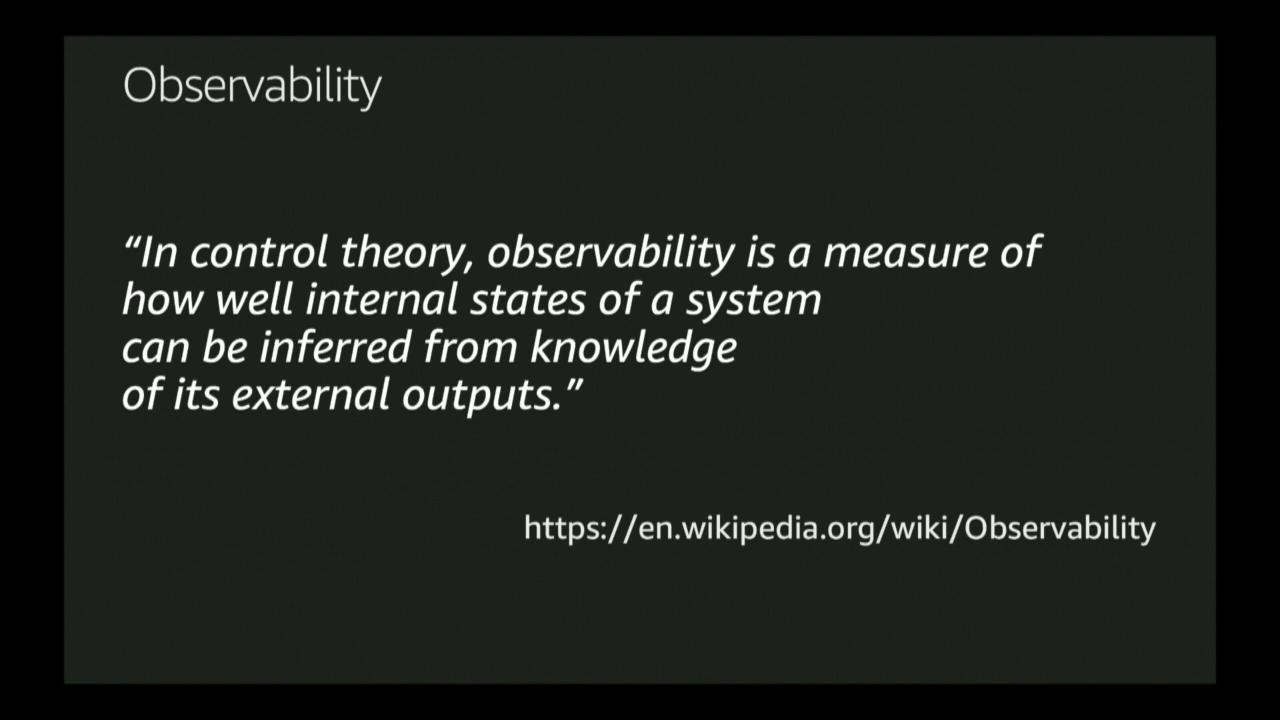 Observability
“In control theory, observability is a measure of
how well internal states of a system
can be inferred from knowledge
of its external outputs.”
https://en.wikipedia.org/wiki/Observability